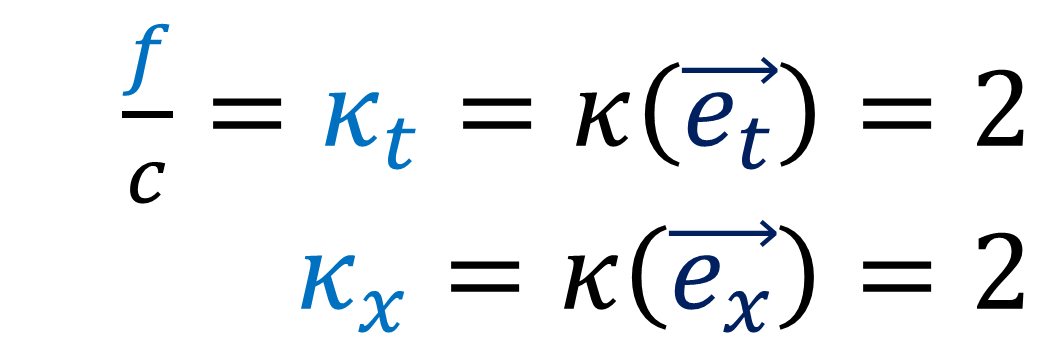 f/c = κ_t = κ(e_t⃗) = 2
κ_x = κ(e_x⃗) = 2